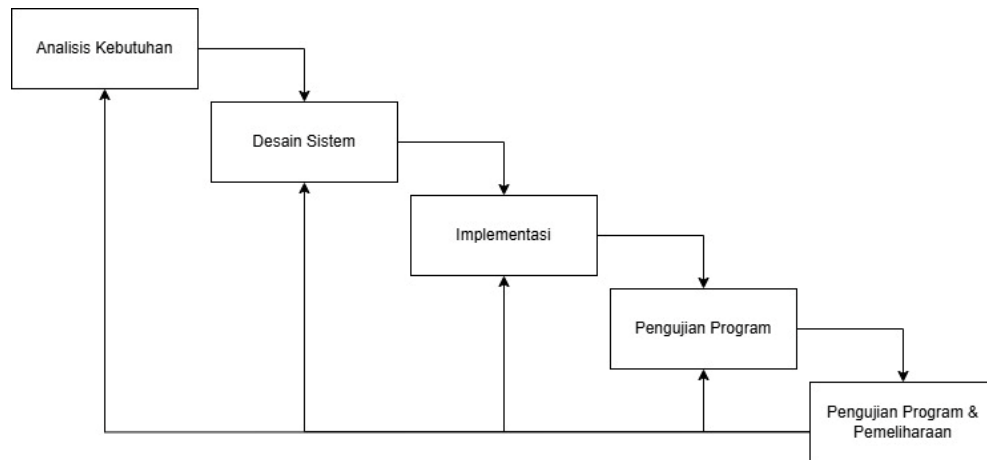 Analisis Kebutuhan
Desain Sistem
Implementasi
Pengujian Program
Pengujian Program &
Pemeliharaan